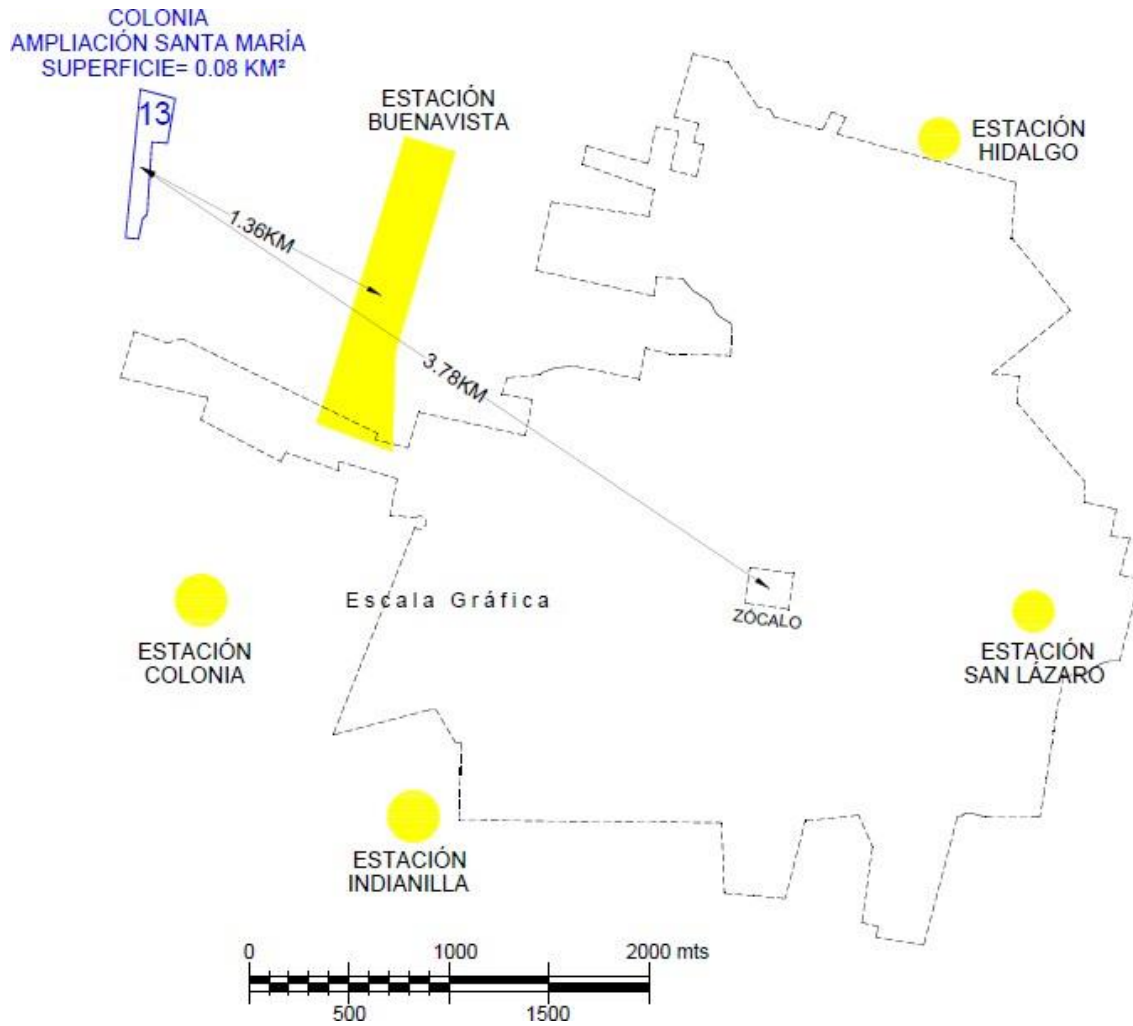 COLONIA
AMPLIACIÓN SANTA MARÍA
SUPERFICIE= 0.08 KM²
13
ESTACIÓN
BUENAVISTA
ESTACIÓN
HIDALGO
1.36KM
3.78KM
Escala Gráfica
ZÓCALO
ESTACIÓN
COLONIA
ESTACIÓN
SAN LÁZARO
ESTACIÓN
INDIANILLA
0 1000 2000 mts
500 1500